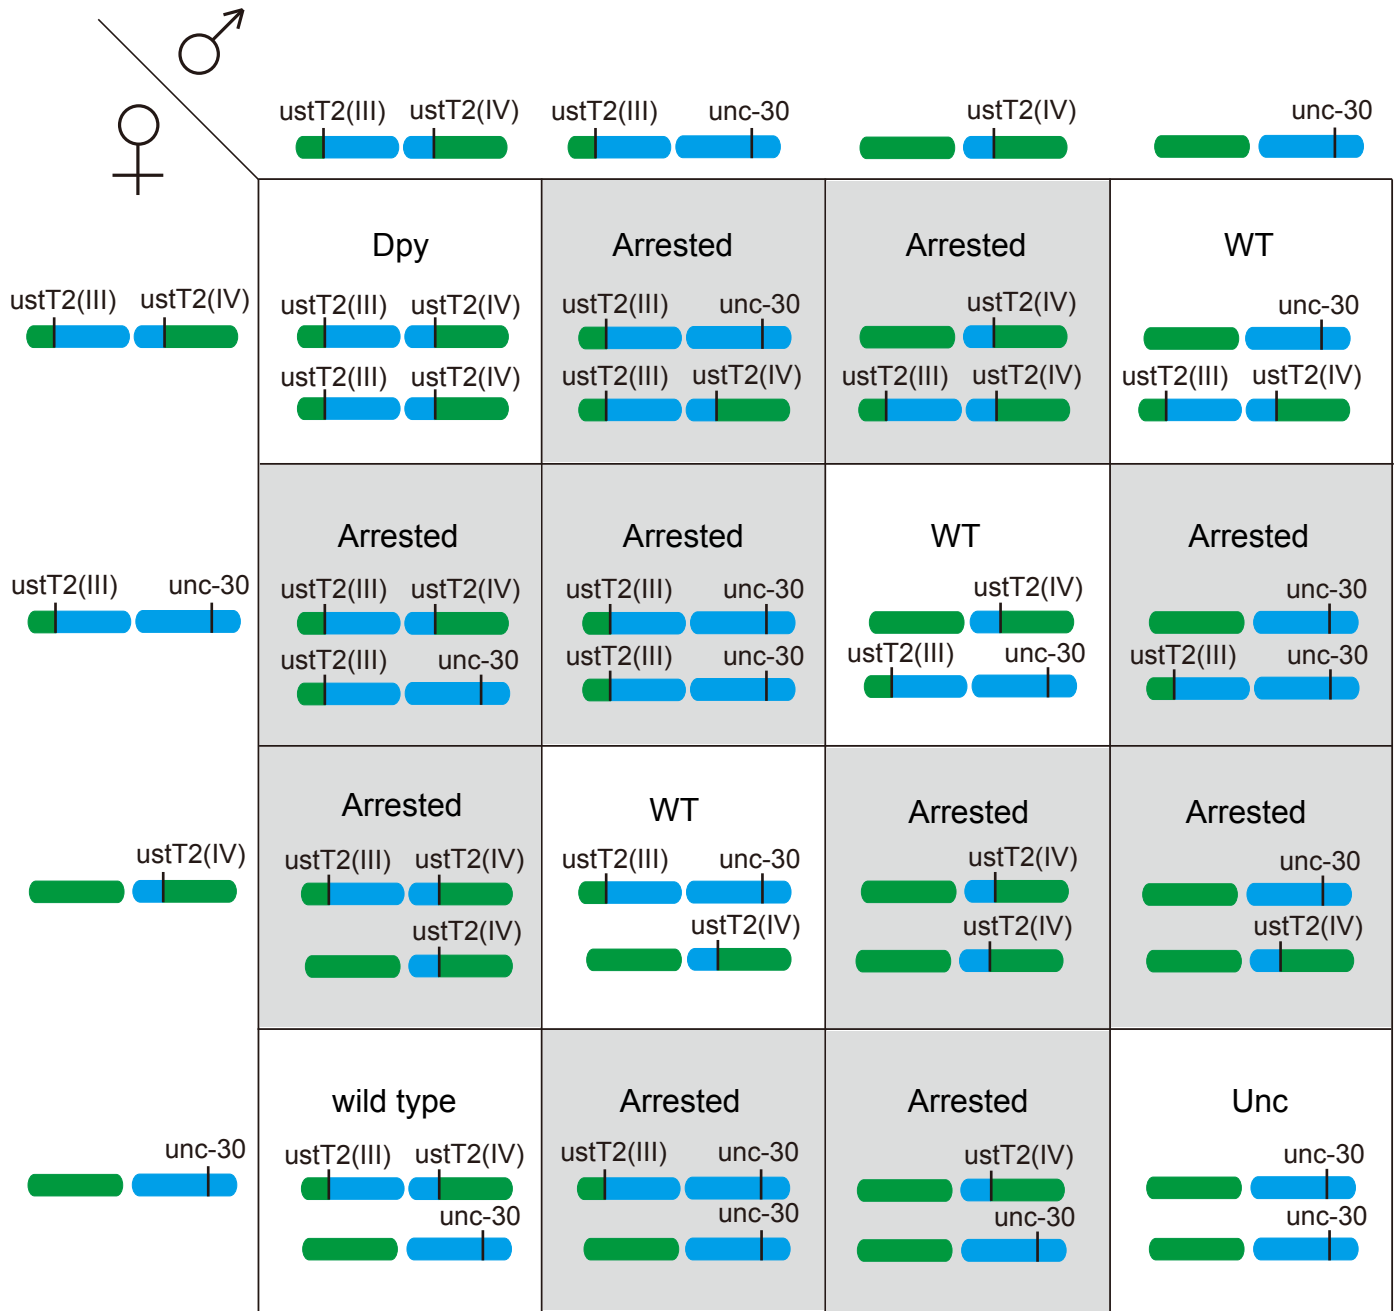 ustT2(III) ustT2(IV) ustT2(III) unc-30 ustT2(IV) unc-30
Dpy Arrested Arrested WT
ustT2(III) ustT2(IV) ustT2(III) ustT2(IV) ustT2(III) unc-30 ustT2(IV) unc-30
ustT2(III) ustT2(IV) ustT2(III) ustT2(IV) ustT2(III) ustT2(IV) ustT2(III) ustT2(IV)
Arrested Arrested WT Arrested
ustT2(III) unc-30 ustT2(III) ustT2(IV) ustT2(III) unc-30 ustT2(IV) unc-30
ustT2(III) unc-30 ustT2(III) unc-30 ustT2(III) unc-30 ustT2(III) unc-30
Arrested WT Arrested Arrested
ustT2(IV) ustT2(III) ustT2(IV) ustT2(III) unc-30 ustT2(IV) unc-30
ustT2(IV) ustT2(IV) ustT2(IV) ustT2(IV)
wild type Arrested Arrested Unc
unc-30 ustT2(III) ustT2(IV) ustT2(III) unc-30 ustT2(IV) unc-30
unc-30 unc-30 unc-30 unc-30